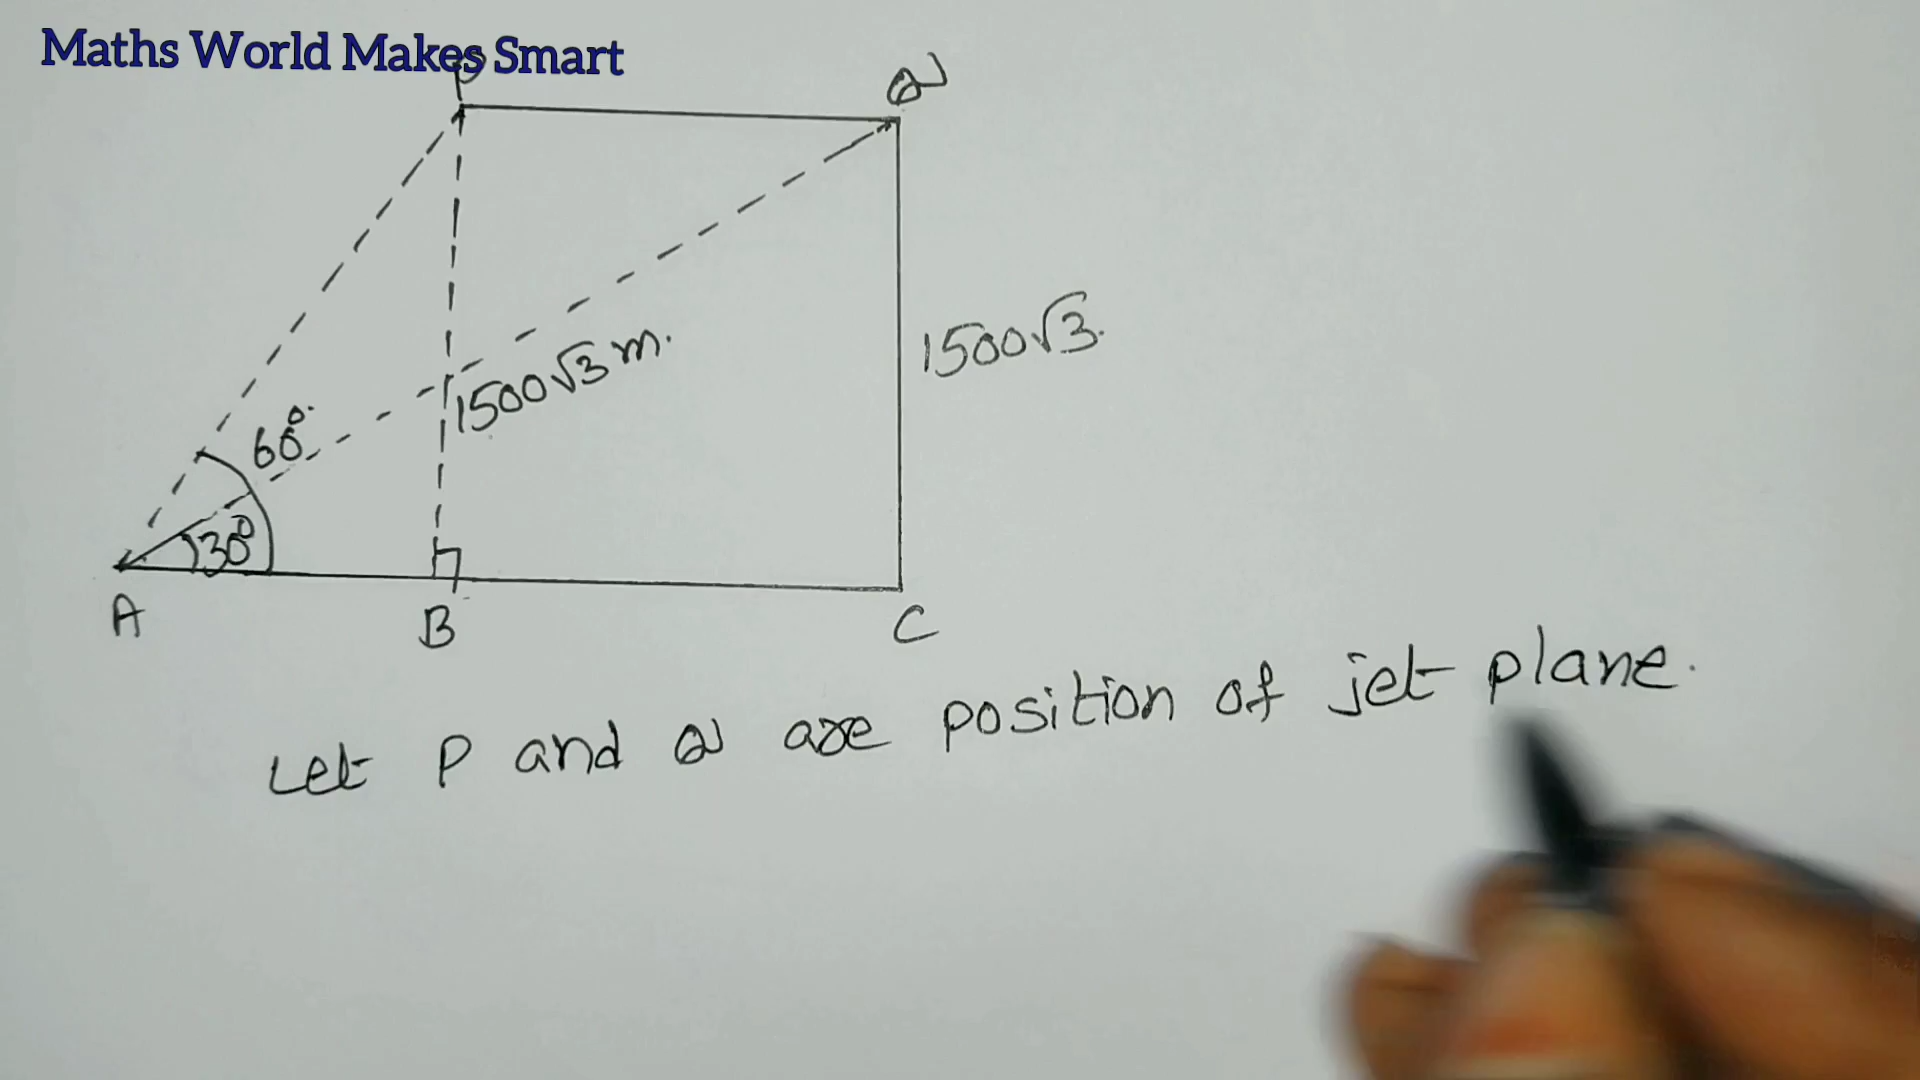 Maths World Makes Smart
P
Q
60°
1500√3 m.
1500√3.
30°
A
B
C
Let P and Q are position of jet plane.